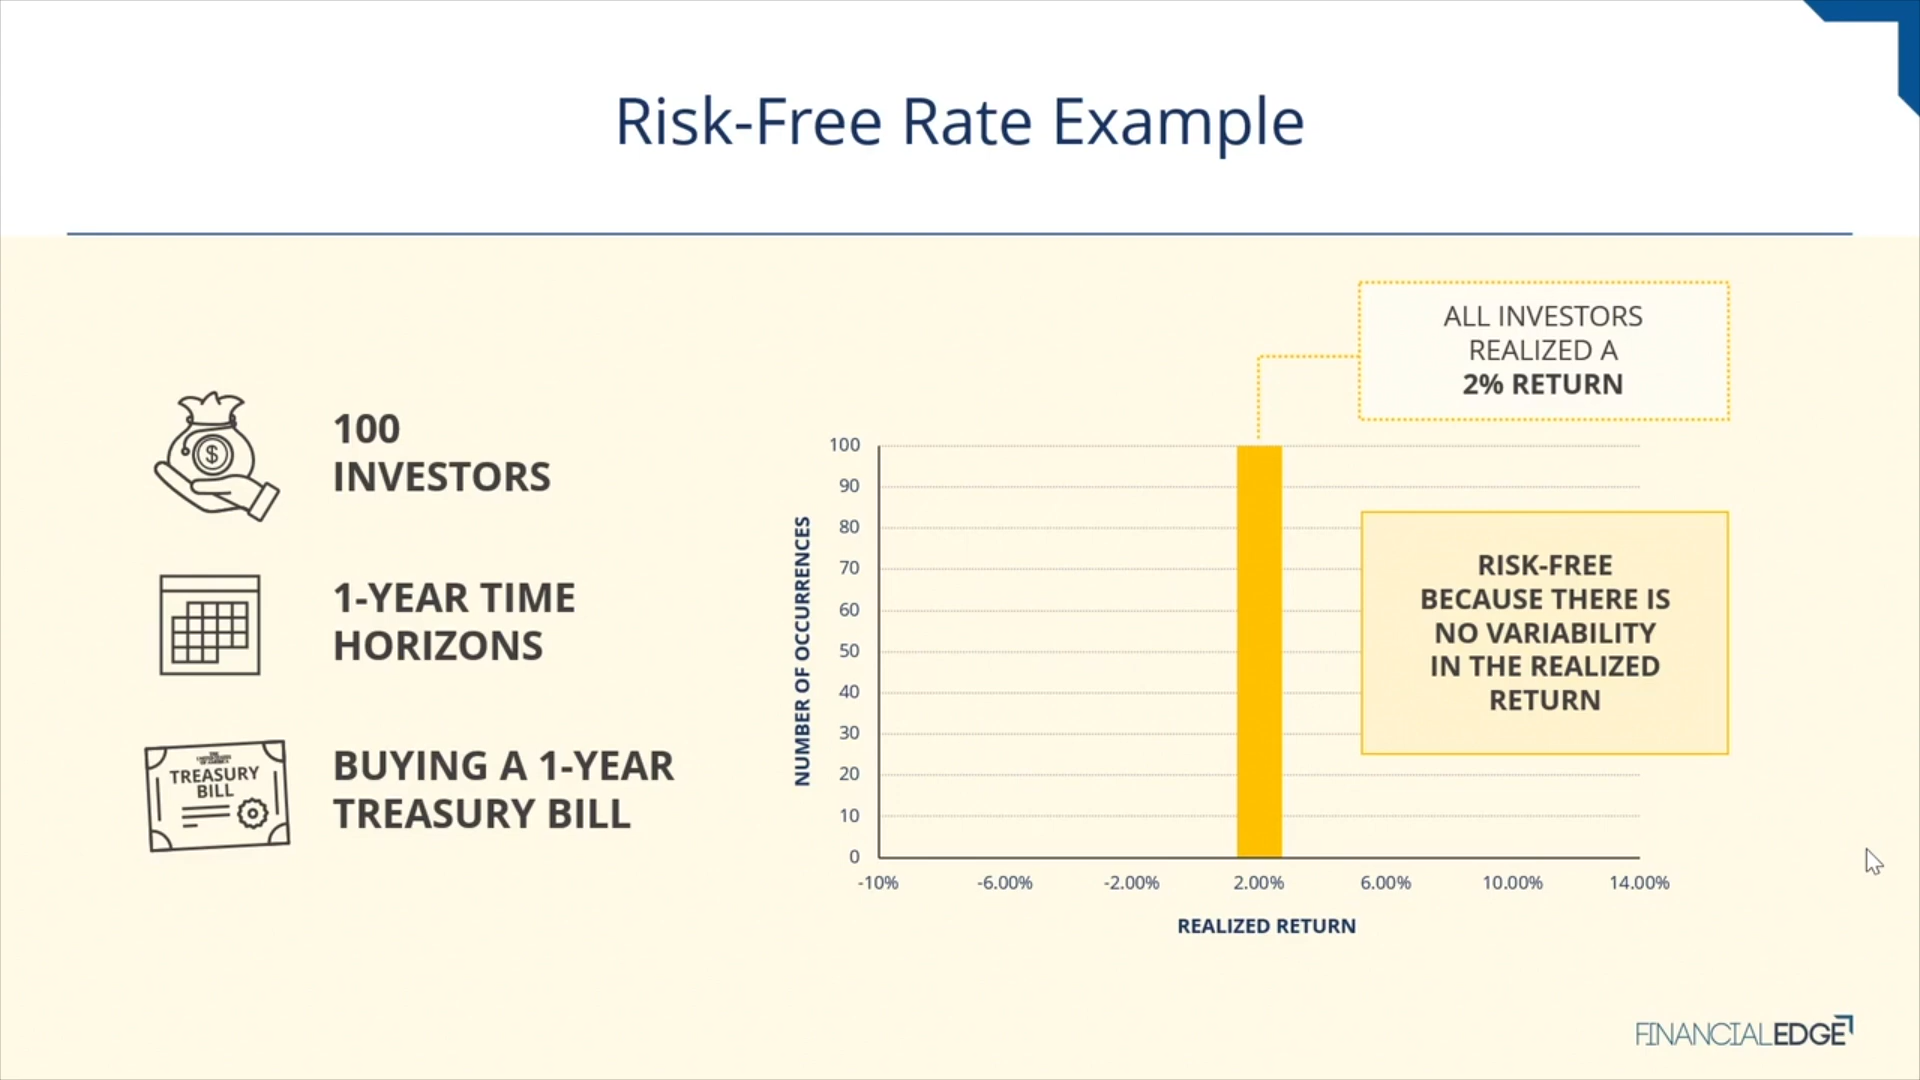 Risk-Free Rate Example
100
INVESTORS
1-YEAR TIME
HORIZONS
TREASURY
BILL
BUYING A 1-YEAR
TREASURY BILL
ALL INVESTORS
REALIZED A
2% RETURN
RISK-FREE
BECAUSE THERE IS
NO VARIABILITY
IN THE REALIZED
RETURN
NUMBER OF OCCURRENCES
100
90
80
70
60
50
40
30
20
10
0
-10% -6.00% -2.00% 2.00% 6.00% 10.00% 14.00%
REALIZED RETURN
FINANCIALEDGE